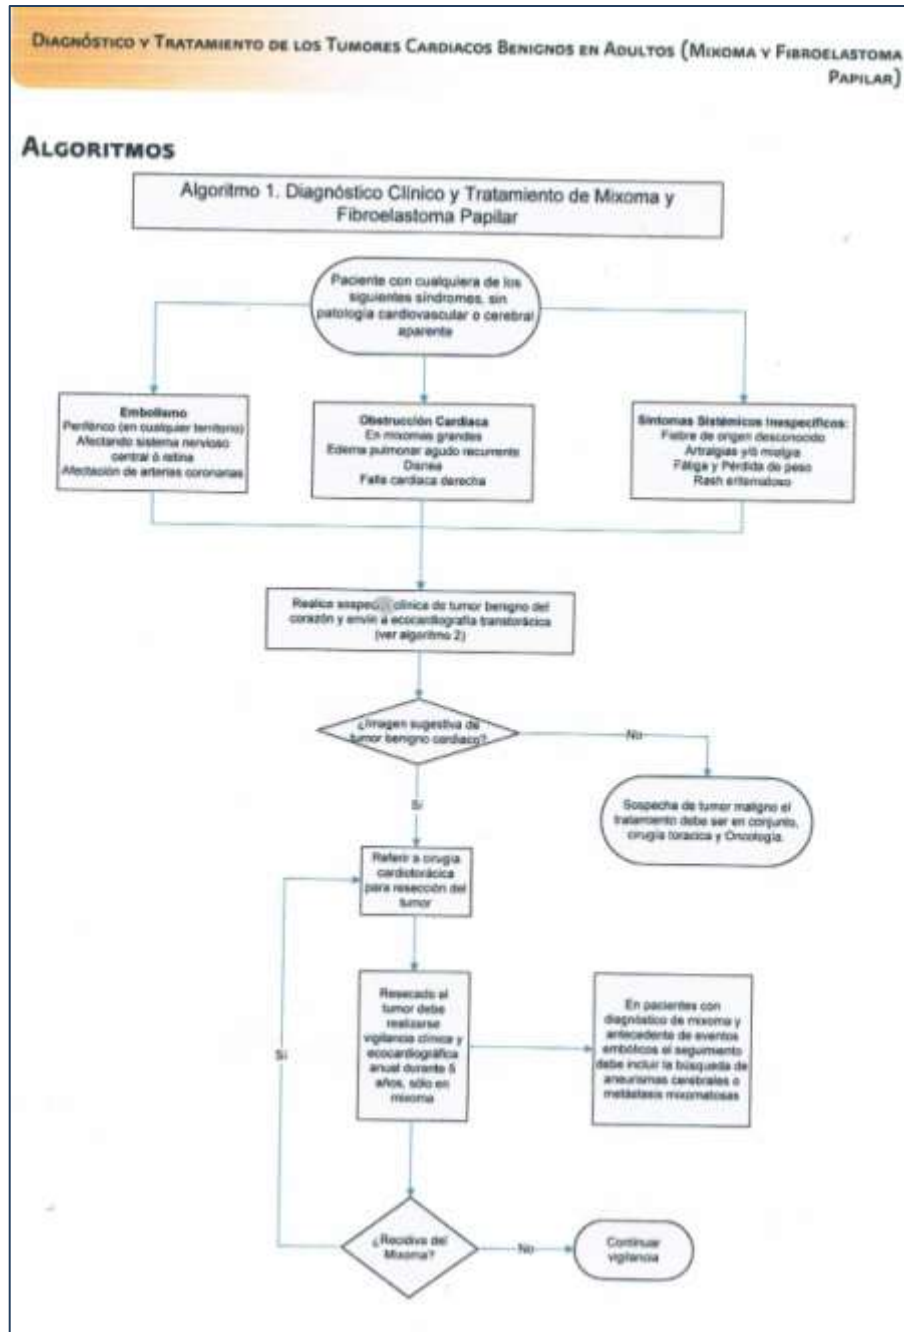 DIAGNÓSTICO Y TRATAMIENTO DE LOS TUMORES CARDIACOS BENIGNOS EN ADULTOS (MIXOMA Y FIBROELASTOMA
PAPILAR)
ALGORITMOS
Algoritmo 1. Diagnóstico Clínico y Tratamiento de Mixoma y
Fibroelastoma Papilar
Paciente con cualquiera de los
siguientes síndromes, sin
patología cardiovascular o cerebral
aparente
Embolismo
Periférico (en cualquier territorio)
Afectando sistema nervioso
central ó retina
Afectación de arterias coronarias
Obstrucción Cardiaca
En mixomas grandes
Edema pulmonar agudo recurrente
Disnea
Falla cardiaca derecha
Síntomas Sistémicos Inespecíficos:
Fiebre de origen desconocido
Artralgias y/ó mialgia
Fátiga y Pérdida de peso
Rash eritematoso
Realice sospecha clínica de tumor benigno del
corazón y envín a ecocardiografía transtorácica
(ver algoritmo 2)
¿Imagen sugestiva de
tumor benigno cardiaco?
No
Sí
Sospecha de tumor maligno el
tratamiento debe ser en conjunto,
cirugía toracica y Oncología.
Referir a cirugía
cardiotorácica
para resección del
tumor
Resecado el
tumor debe
realizarse
vigilancia clínica y
ecocardiográfica
anual durante 5
años, sólo en
mixoma
En pacientes con
diagnóstico de mixoma y
antecedente de eventos
embólicos el seguimiento
debe incluir la búsqueda de
aneurismas cerebrales o
metástasis mixomatosas
Sí
¿Recidiva del
Mixoma?
No
Continuar
vigilancia